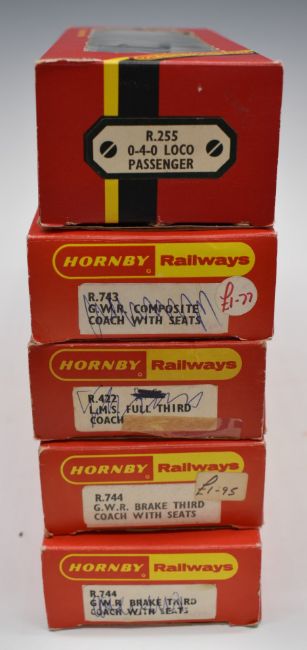 R.255
0-4-0 LOCO
PASSENGER
HORNBY Railways
R.743
G.W.R. COMPOSITE
COACH WITH SEATS
£1-77
HORNBY Railways
R.422
L.M.S. FULL THIRD
COACH
HORNBY Railways
R.744
G.W.R. BRAKE THIRD
COACH WITH SEATS
£1-95
HORNBY Railways
R.744
G.W.R. BRAKE THIRD
COACH WITH SEATS